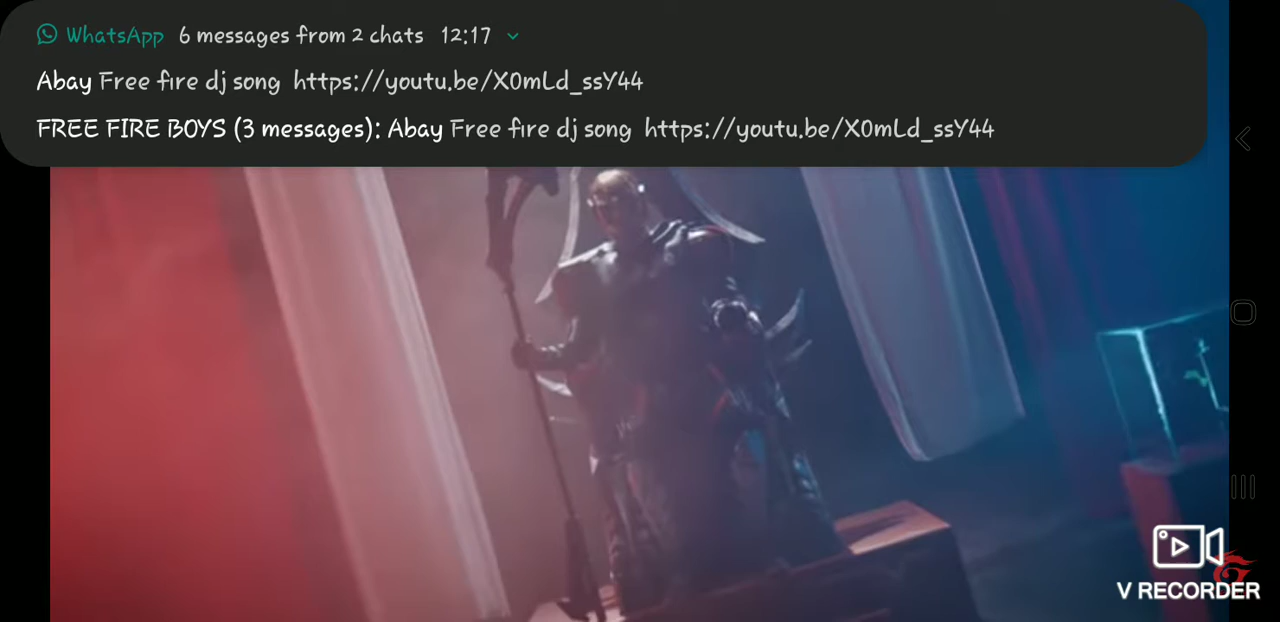 WhatsApp 6 messages from 2 chats 12:17
Abay Free fire dj song https://youtu.be/X0mLd_ssY44
FREE FIRE BOYS (3 messages): Abay Free fire dj song https://youtu.be/X0mLd_ssY44
V RECORDER